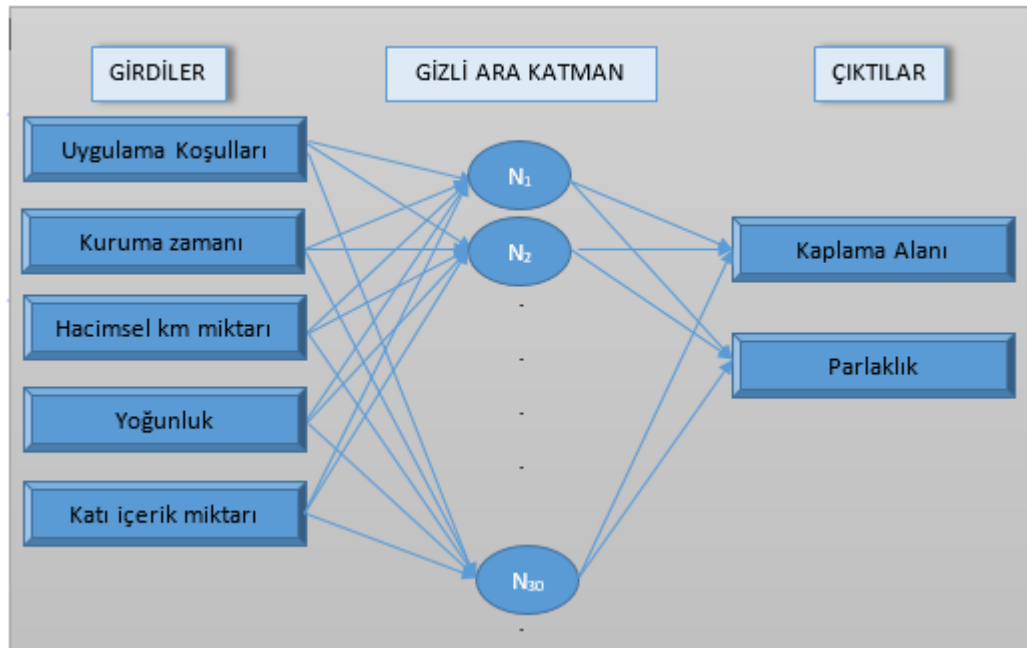 GİRDİLER
GİZLİ ARA KATMAN
ÇIKTILAR
Uygulama Koşulları
Kuruma zamanı
Hacimsel km miktarı
Yoğunluk
Katı içerik miktarı
N₁
N₂
-
-
-
-
N₃₀
-
Kaplama Alanı
Parlaklık